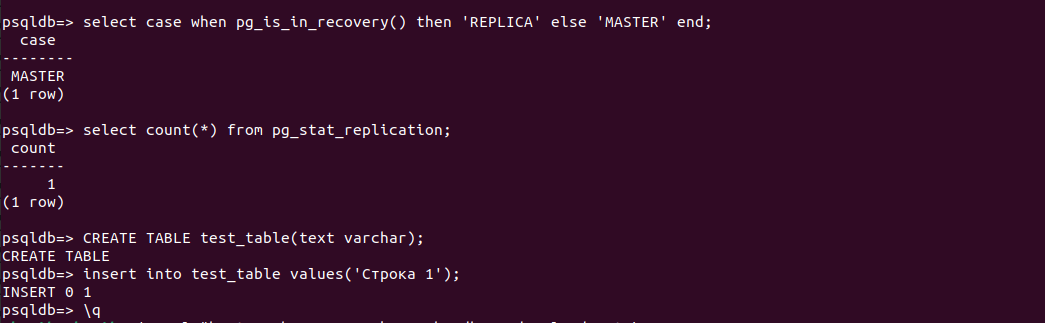 psqldb=> select case when pg_is_in_recovery() then 'REPLICA' else 'MASTER' end;
case
--------
MASTER
(1 row)
psqldb=> select count(*) from pg_stat_replication;
count
-------
1
(1 row)
psqldb=> CREATE TABLE test_table(text varchar);
CREATE TABLE
psqldb=> insert into test_table values('Строка 1');
INSERT 0 1
psqldb=> \q